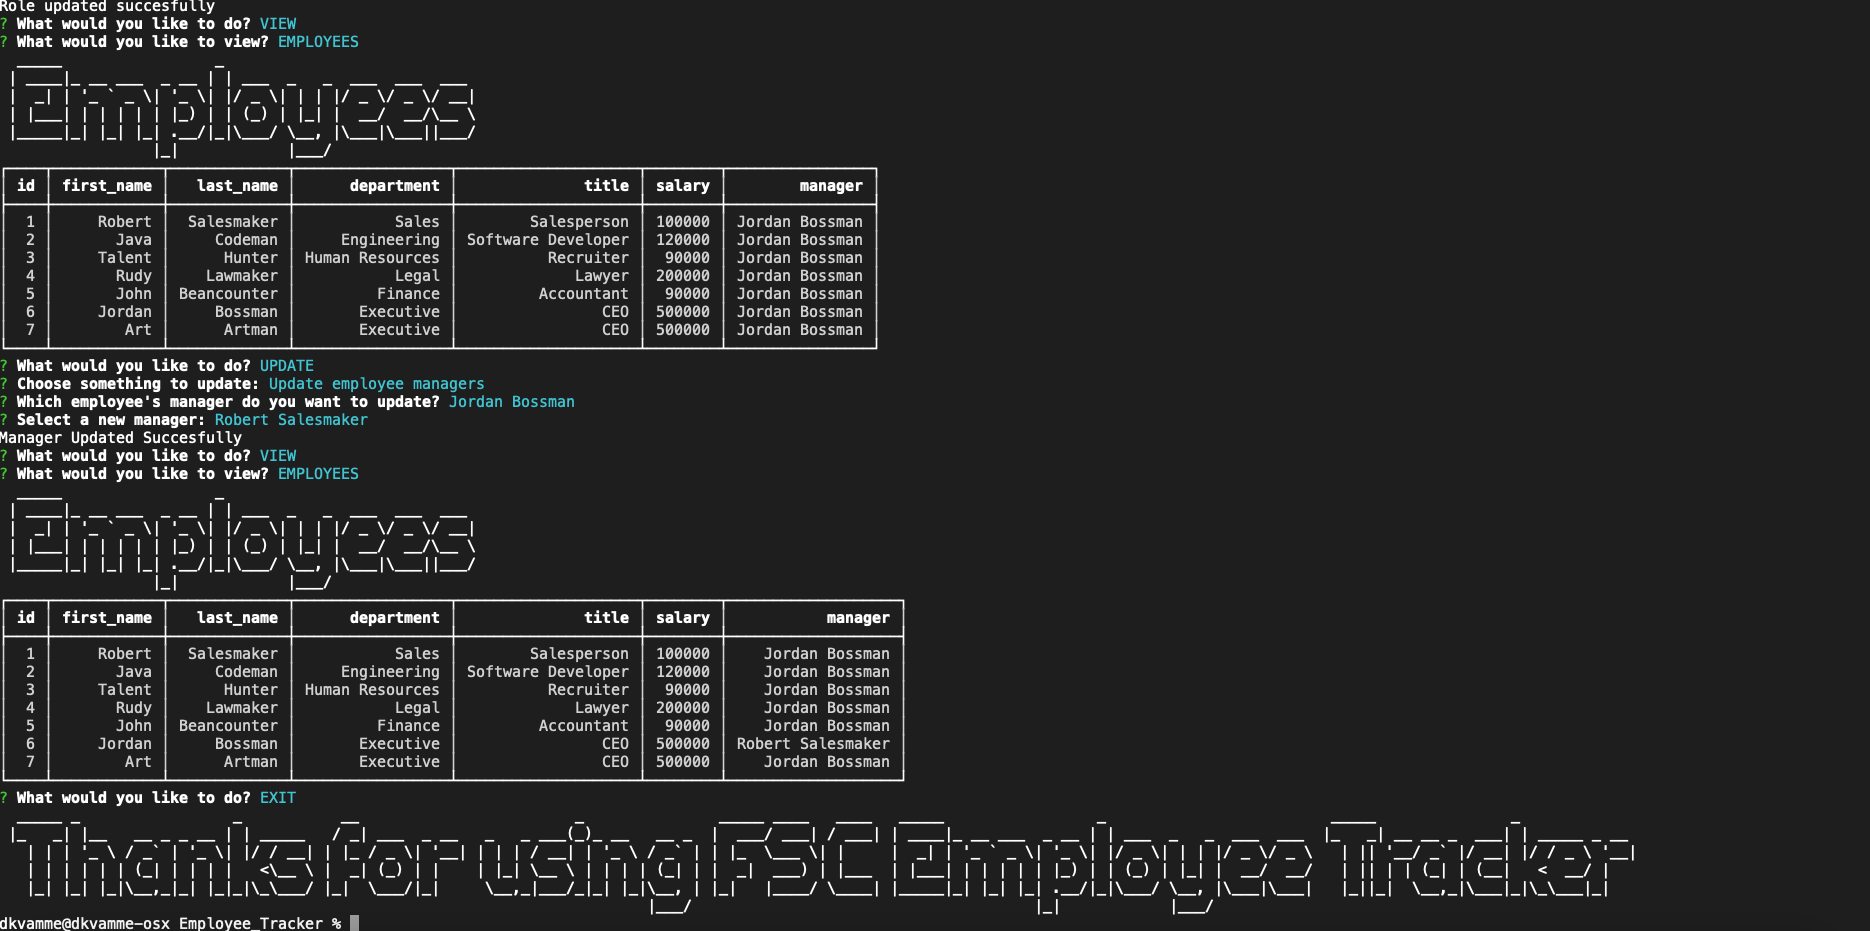 Role updated succesfully
? What would you like to do? VIEW
? What would you like to view? EMPLOYEES
Employees
id first_name last_name department title salary manager
1 Robert Salesmaker Sales Salesperson 100000 Jordan Bossman
2 Java Codeman Engineering Software Developer 120000 Jordan Bossman
3 Talent Hunter Human Resources Recruiter 90000 Jordan Bossman
4 Rudy Lawmaker Legal Lawyer 200000 Jordan Bossman
5 John Beancounter Finance Accountant 90000 Jordan Bossman
6 Jordan Bossman Executive CEO 500000 Jordan Bossman
7 Art Artman Executive CEO 500000 Jordan Bossman
? What would you like to do? UPDATE
? Choose something to update: Update employee managers
? Which employee's manager do you want to update? Jordan Bossman
? Select a new manager: Robert Salesmaker
Manager Updated Succesfully
? What would you like to do? VIEW
? What would you like to view? EMPLOYEES
Employees
id first_name last_name department title salary manager
1 Robert Salesmaker Sales Salesperson 100000 Jordan Bossman
2 Java Codeman Engineering Software Developer 120000 Jordan Bossman
3 Talent Hunter Human Resources Recruiter 90000 Jordan Bossman
4 Rudy Lawmaker Legal Lawyer 200000 Jordan Bossman
5 John Beancounter Finance Accountant 90000 Jordan Bossman
6 Jordan Bossman Executive CEO 500000 Robert Salesmaker
7 Art Artman Executive CEO 500000 Jordan Bossman
? What would you like to do? EXIT
Thanks for using FSC Employee Tracker
dkvamme@dkvamme-osx Employee_Tracker %